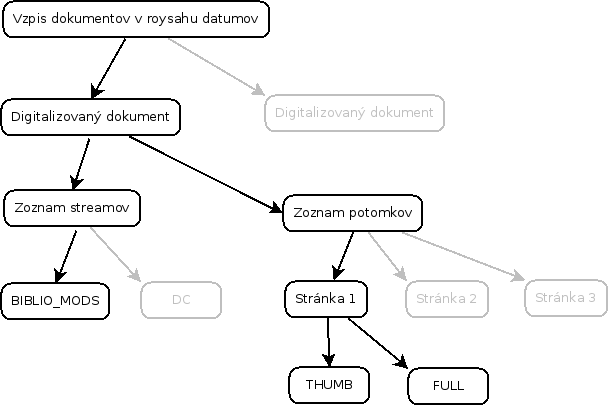 Vzpis dokumentov v roysahu datumov
Digitalizovaný dokument
Digitalizovaný dokument
Zoznam streamov
Zoznam potomkov
BIBLIO_MODS
DC
Stránka 1
Stránka 2
Stránka 3
THUMB
FULL